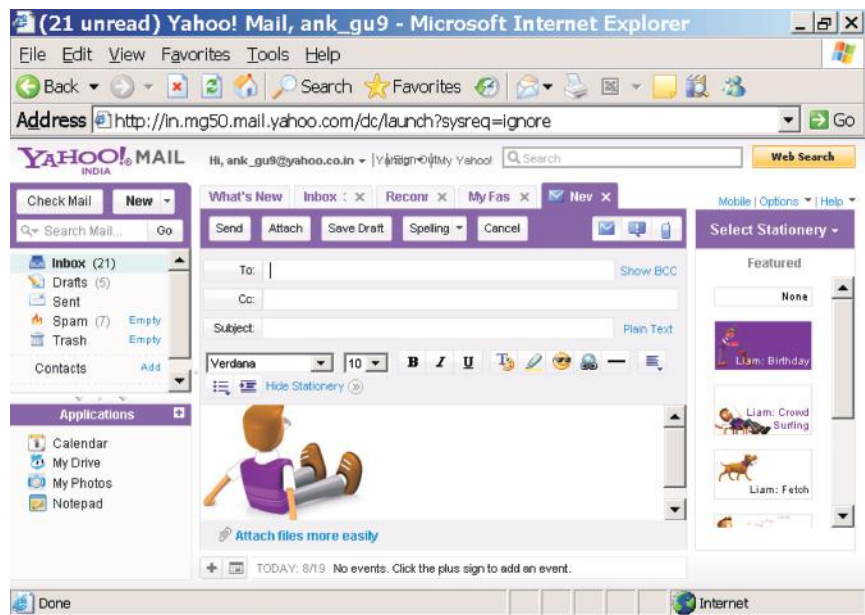 (21 unread) Yahoo! Mail, ank_gu9 - Microsoft Internet Explorer
File Edit View Favorites Tools Help
Back Search Favorites
Address http://in.mg50.mail.yahoo.com/dc/launch?sysreq=ignore Go
YAHOO! MAIL Hi, ank_gu9@yahoo.co.in My Yahoo! Search Web Search
INDIA
Check Mail New What's New Inbox : x Reconr x My Fas x Nev x Mobile | Options | Help
Search Mail... Go Send Attach Save Draft Spelling Cancel Select Stationery
Inbox (21) To: Show BCC Featured
Drafts (5) Cc: None
Sent
Spam (7) Empty Subject: Plain Text
Trash Empty
Contacts Add Verdana 10 B I U Liam: Birthday
Hide Stationery
Applications Liam: Crowd Surfing
Calendar
My Drive
My Photos Liam: Fetch
Notepad
Attach files more easily
TODAY: 8/19 No events. Click the plus sign to add an event.
Done Internet